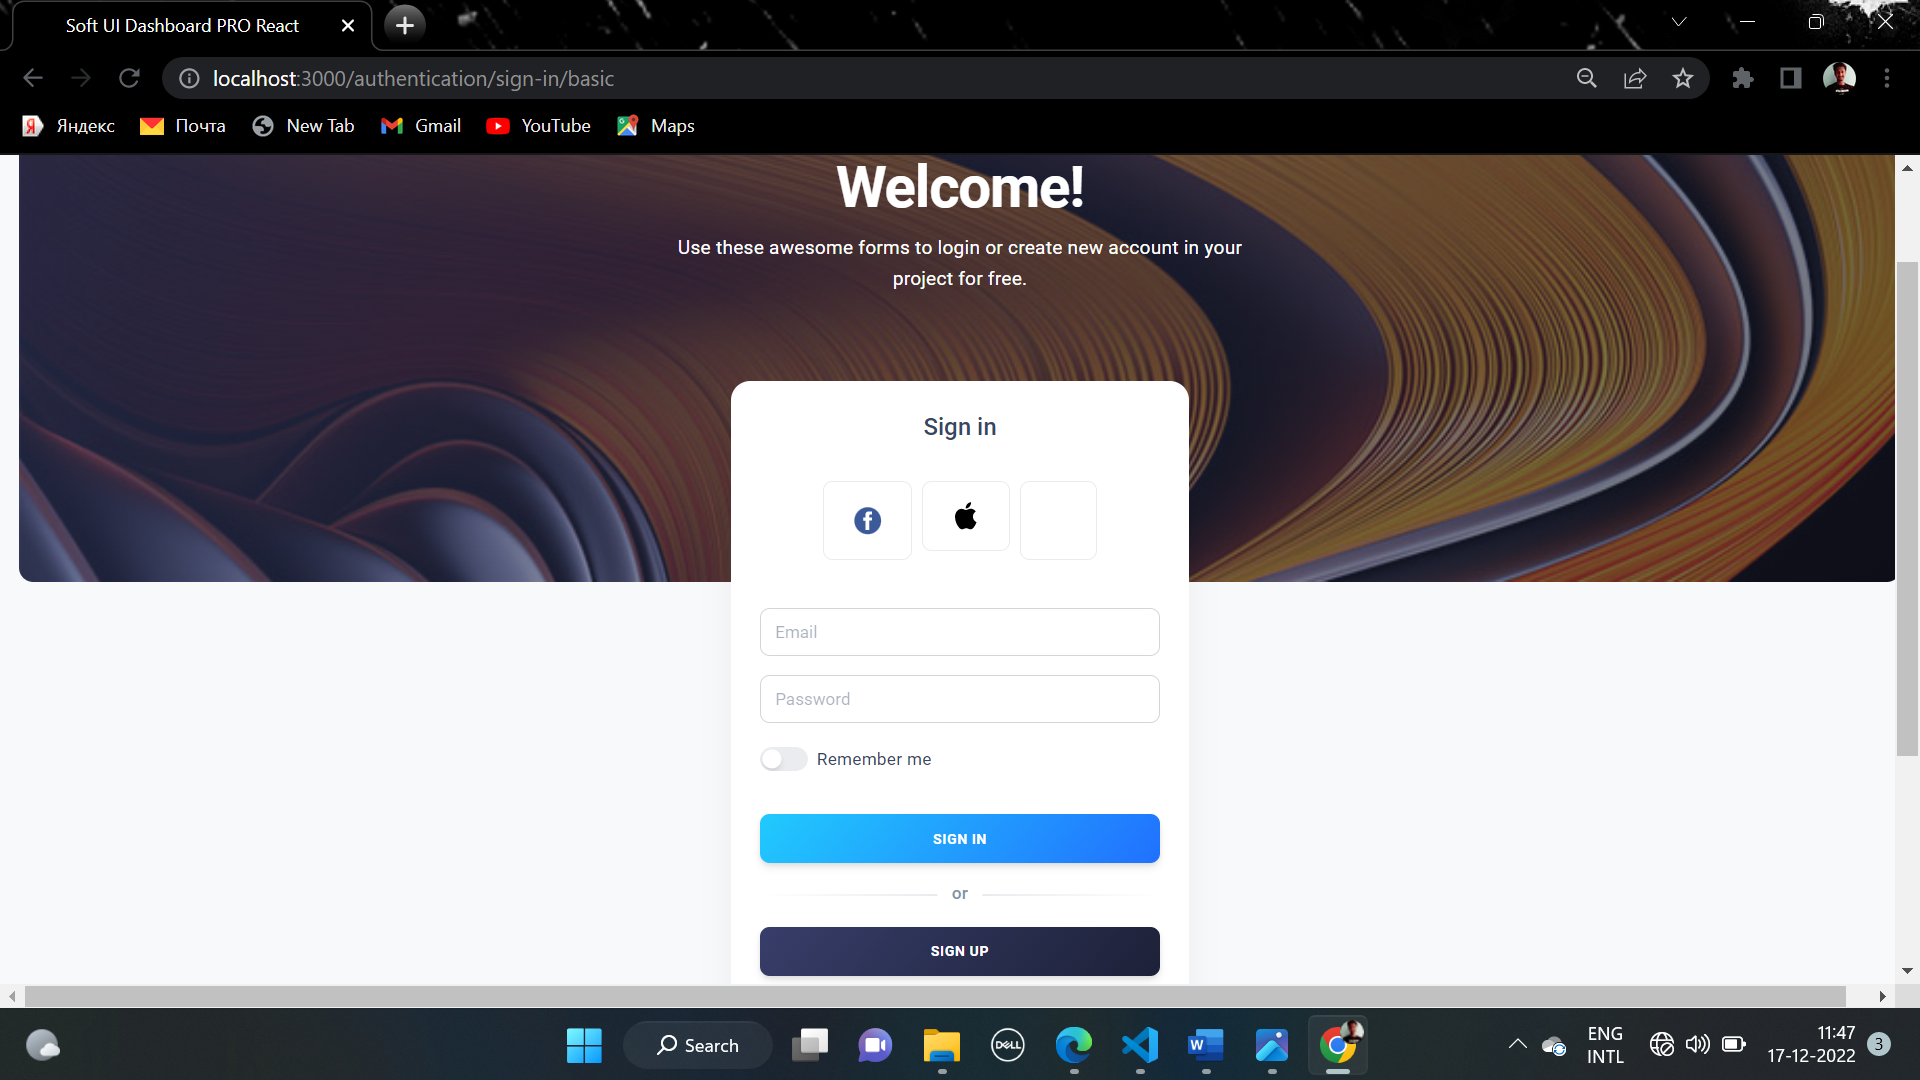 Soft UI Dashboard PRO React
localhost:3000/authentication/sign-in/basic
Яндекс Почта New Tab Gmail YouTube Maps
Welcome!
Use these awesome forms to login or create new account in your
project for free.
Sign in
Email
Password
Remember me
SIGN IN
or
SIGN UP
Search
DELL
ENG
INTL
11:47
17-12-2022
3